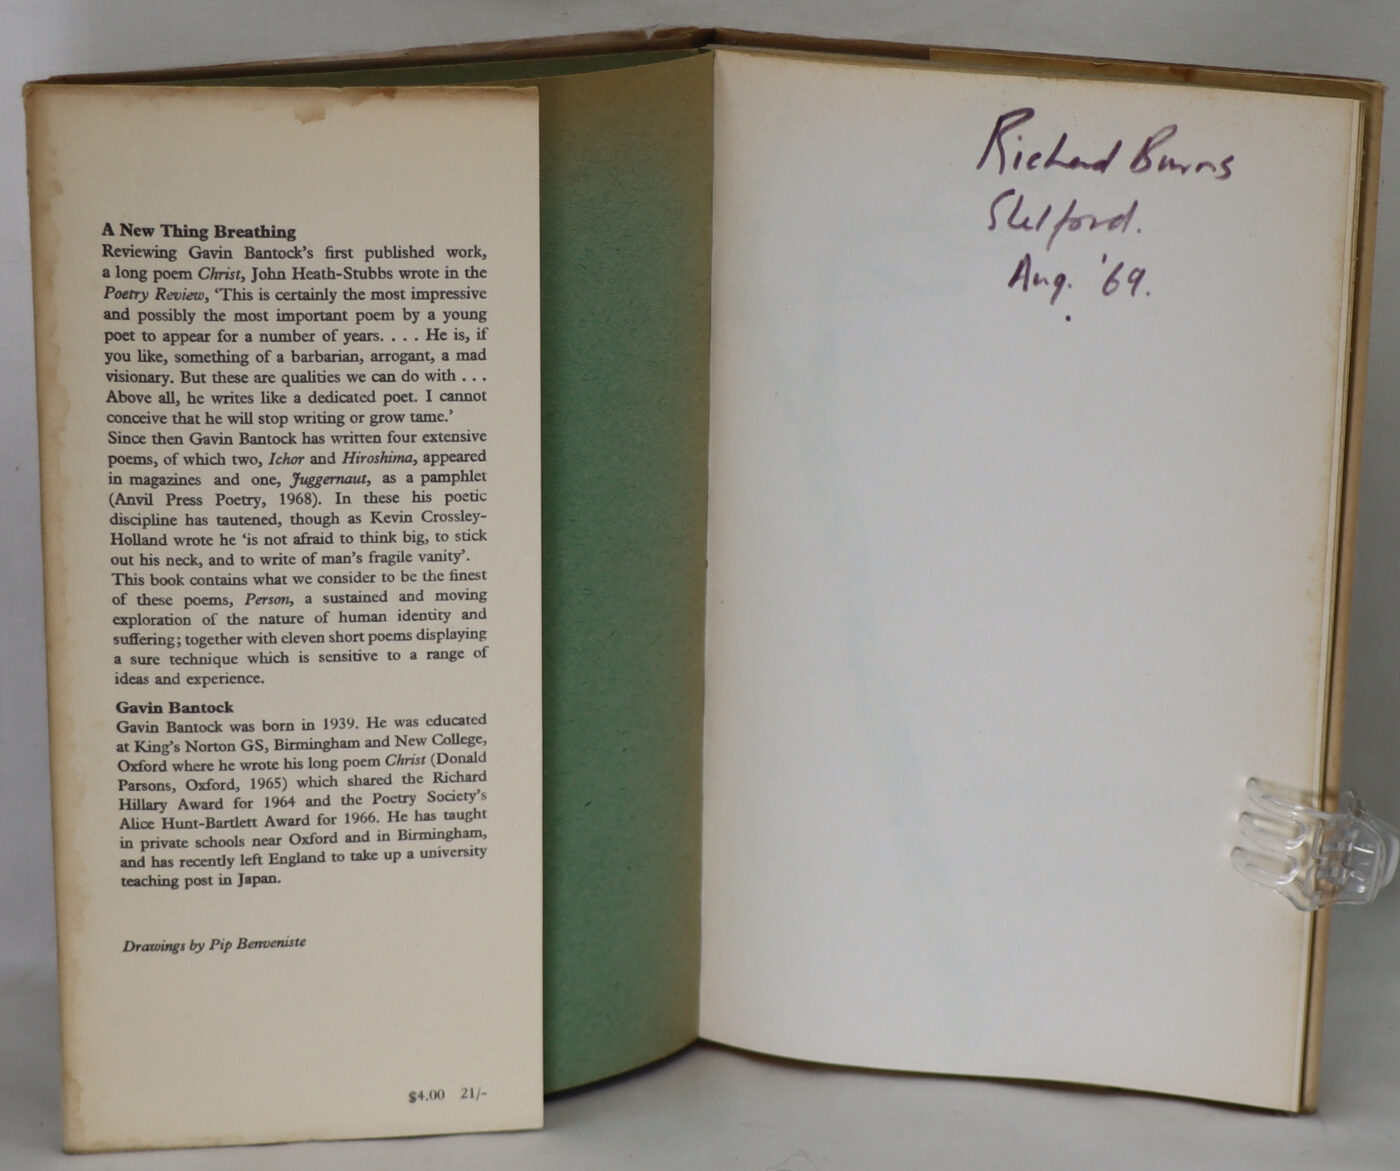 A New Thing Breathing
Reviewing Gavin Bantock's first published work,
a long poem Christ, John Heath-Stubbs wrote in the
Poetry Review, ‘This is certainly the most impressive
and possibly the most important poem by a young
poet to appear for a number of years. . . . He is, if
you like, something of a barbarian, arrogant, a mad
visionary. But these are qualities we can do with . . .
Above all, he writes like a dedicated poet. I cannot
conceive that he will stop writing or grow tame.’
Since then Gavin Bantock has written four extensive
poems, of which two, Ichor and Hiroshima, appeared
in magazines and one, Juggernaut, as a pamphlet
(Anvil Press Poetry, 1968). In these his poetic
discipline has tautened, though as Kevin Crossley-
Holland wrote he ‘is not afraid to think big, to stick
out his neck, and to write of man's fragile vanity’.
This book contains what we consider to be the finest
of these poems, Person, a sustained and moving
exploration of the nature of human identity and
suffering; together with eleven short poems displaying
a sure technique which is sensitive to a range of
ideas and experience.
Gavin Bantock
Gavin Bantock was born in 1939. He was educated
at King's Norton GS, Birmingham and New College,
Oxford where he wrote his long poem Christ (Donald
Parsons, Oxford, 1965) which shared the Richard
Hillary Award for 1964 and the Poetry Society's
Alice Hunt-Bartlett Award for 1966. He has taught
in private schools near Oxford and in Birmingham,
and has recently left England to take up a university
teaching post in Japan.
Drawings by Pip Benveniste
$4.00 21/-
Richard Burns
Shelford.
Aug. '69.